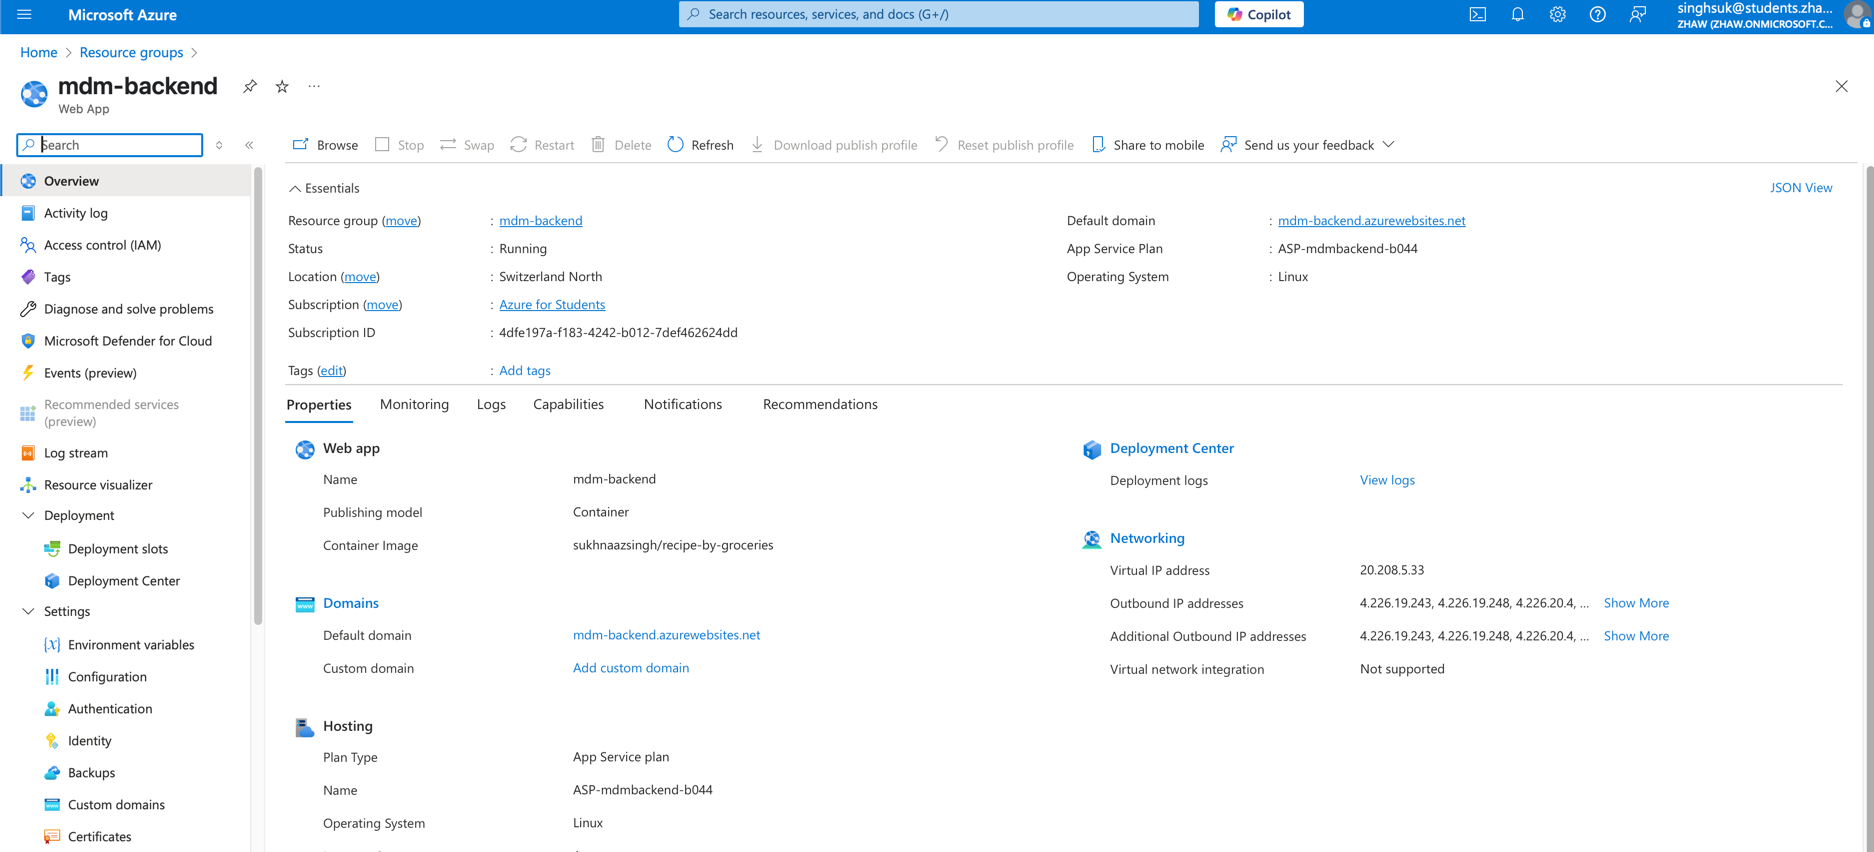 Microsoft Azure
Search resources, services, and docs (G+/)
Copilot
singhsuk@students.zha...
ZHAW (ZHAW.ONMICROSOFT.C...
Home > Resource groups >
mdm-backend
Web App
Search
Browse Stop Swap Restart Delete Refresh Download publish profile Reset publish profile Share to mobile Send us your feedback
Overview
Activity log
Access control (IAM)
Tags
Diagnose and solve problems
Microsoft Defender for Cloud
Events (preview)
Recommended services
(preview)
Log stream
Resource visualizer
Deployment
Deployment slots
Deployment Center
Settings
Environment variables
Configuration
Authentication
Identity
Backups
Custom domains
Certificates
Essentials
JSON View
Resource group (move) : mdm-backend
Status : Running
Location (move) : Switzerland North
Subscription (move) : Azure for Students
Subscription ID : 4dfe197a-f183-4242-b012-7def462624dd
Tags (edit) : Add tags
Default domain : mdm-backend.azurewebsites.net
App Service Plan : ASP-mdmbackend-b044
Operating System : Linux
Properties Monitoring Logs Capabilities Notifications Recommendations
Web app
Name mdm-backend
Publishing model Container
Container Image sukhnaazsingh/recipe-by-groceries
Domains
Default domain mdm-backend.azurewebsites.net
Custom domain Add custom domain
Hosting
Plan Type App Service plan
Name ASP-mdmbackend-b044
Operating System Linux
Deployment Center
Deployment logs View logs
Networking
Virtual IP address 20.208.5.33
Outbound IP addresses 4.226.19.243, 4.226.19.248, 4.226.20.4, ... Show More
Additional Outbound IP addresses 4.226.19.243, 4.226.19.248, 4.226.20.4, ... Show More
Virtual network integration Not supported